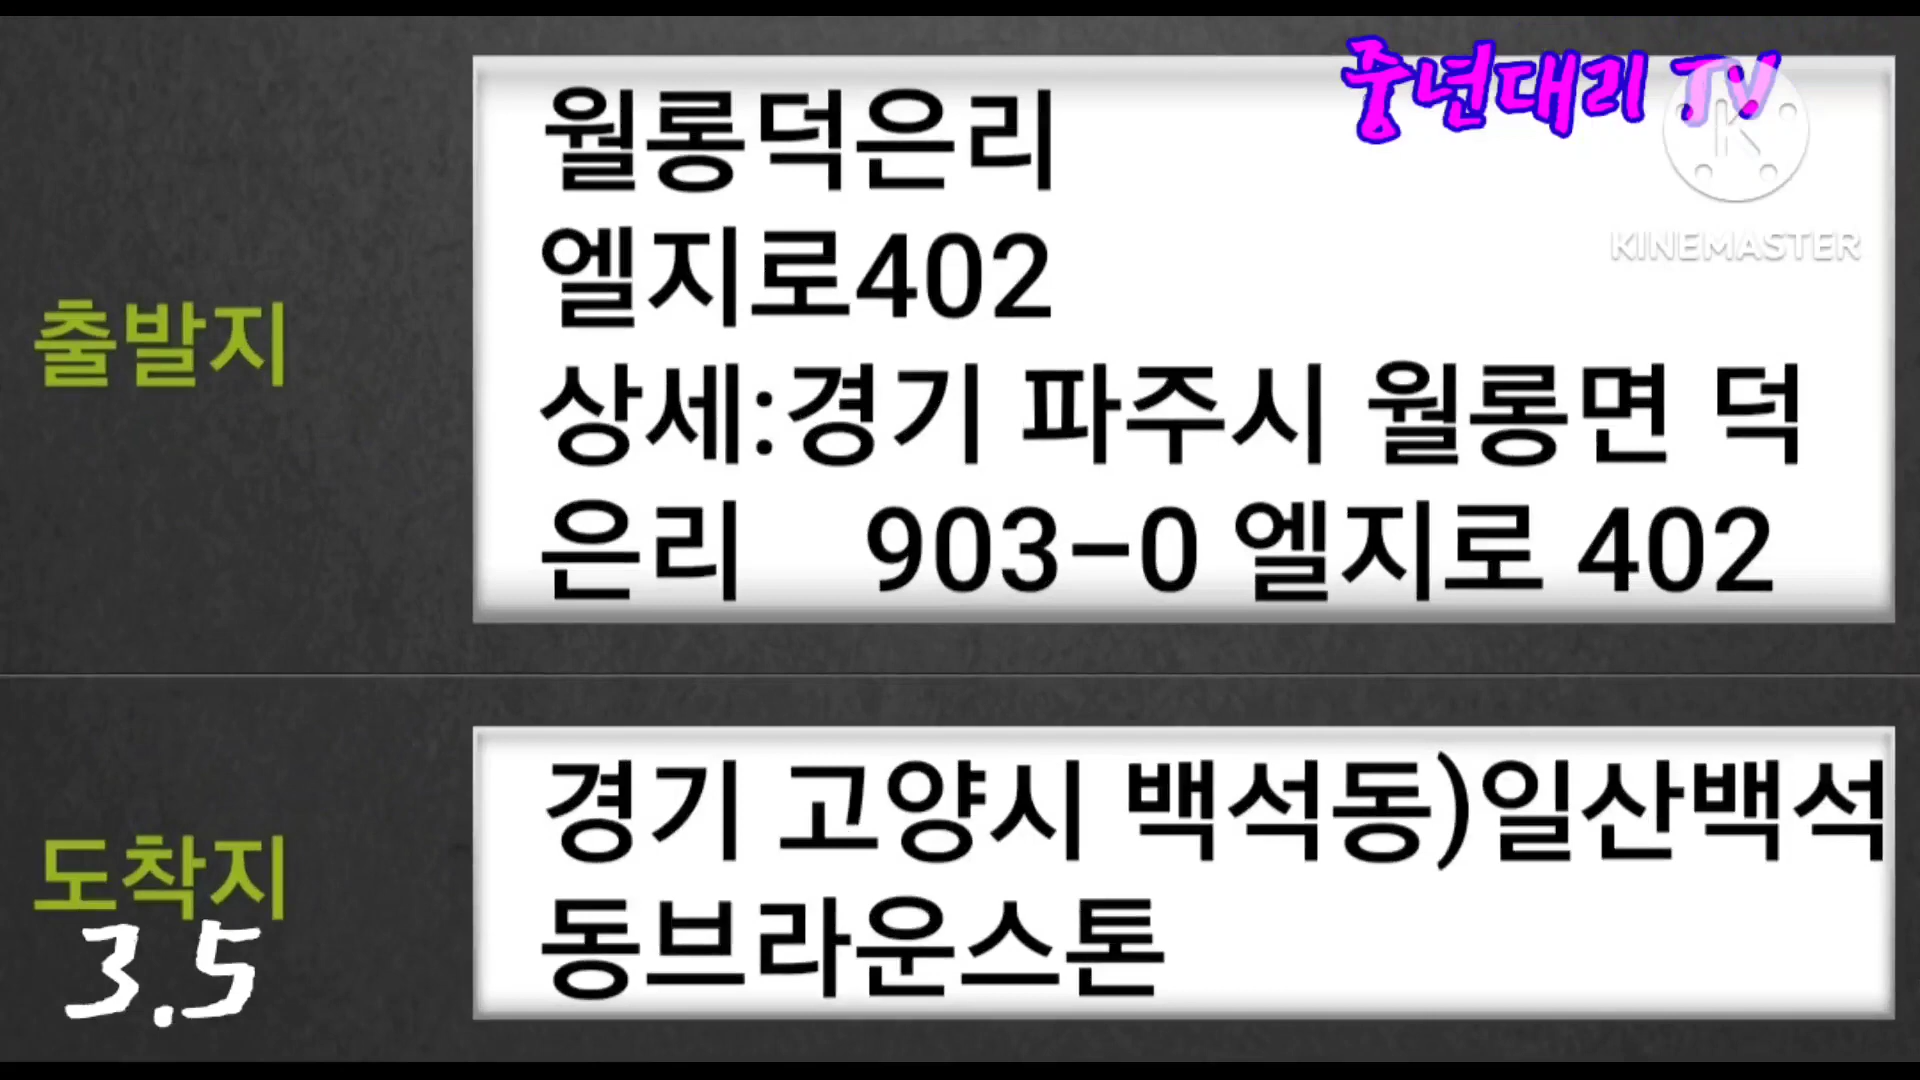 중년대리 TV
KINEMASTER
출발지
월롱덕은리
엘지로402
상세:경기 파주시 월롱면 덕
은리 903-0 엘지로 402
도착지
3.5
경기 고양시 백석동)일산백석
동브라운스톤